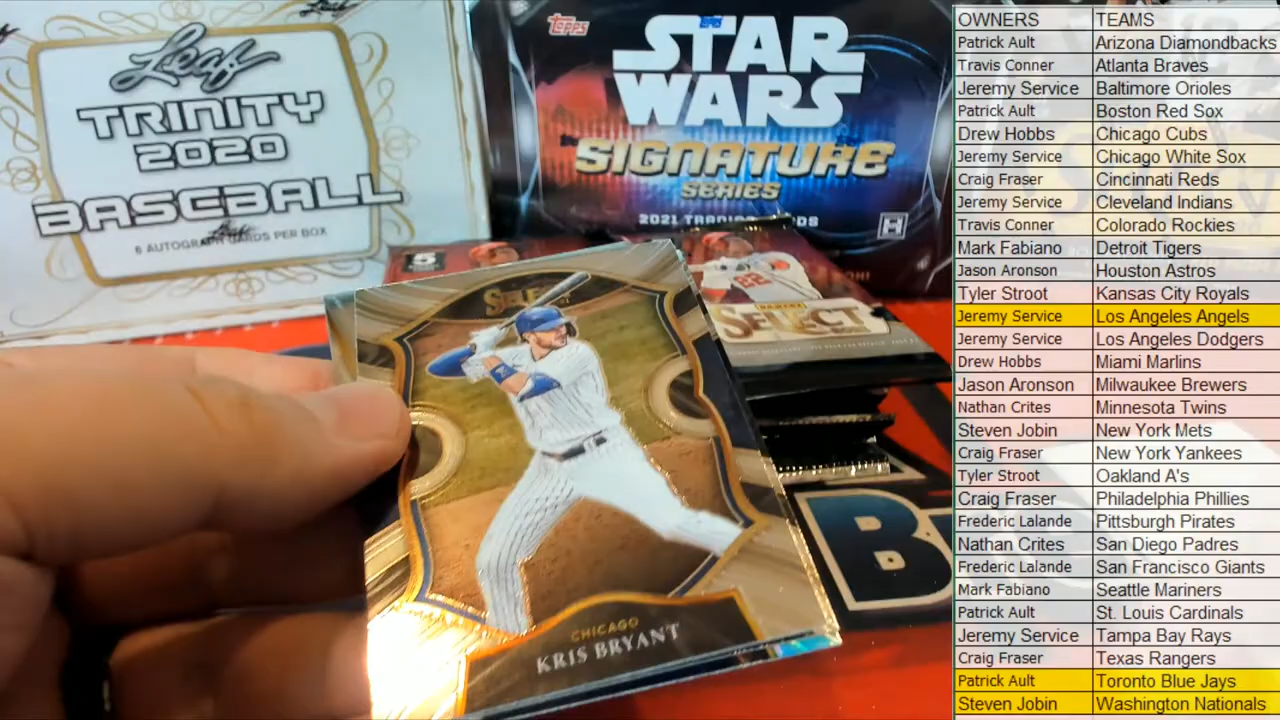 Leaf
TRINITY
2020
BASEBALL
Leaf
6 AUTOGRAPH CARDS PER BOX
topps
STAR
WARS
SIGNATURE
SERIES
2021 TRADING CARDS
H
5
22
PANINI
SELECT
SELECT
CHICAGO
KRIS BRYANT
B
OWNERS TEAMS
Patrick Ault Arizona Diamondbacks
Travis Conner Atlanta Braves
Jeremy Service Baltimore Orioles
Patrick Ault Boston Red Sox
Drew Hobbs Chicago Cubs
Jeremy Service Chicago White Sox
Craig Fraser Cincinnati Reds
Jeremy Service Cleveland Indians
Travis Conner Colorado Rockies
Mark Fabiano Detroit Tigers
Jason Aronson Houston Astros
Tyler Stroot Kansas City Royals
Jeremy Service Los Angeles Angels
Jeremy Service Los Angeles Dodgers
Drew Hobbs Miami Marlins
Jason Aronson Milwaukee Brewers
Nathan Crites Minnesota Twins
Steven Jobin New York Mets
Craig Fraser New York Yankees
Tyler Stroot Oakland A's
Craig Fraser Philadelphia Phillies
Frederic Lalande Pittsburgh Pirates
Nathan Crites San Diego Padres
Frederic Lalande San Francisco Giants
Mark Fabiano Seattle Mariners
Patrick Ault St. Louis Cardinals
Jeremy Service Tampa Bay Rays
Craig Fraser Texas Rangers
Patrick Ault Toronto Blue Jays
Steven Jobin Washington Nationals